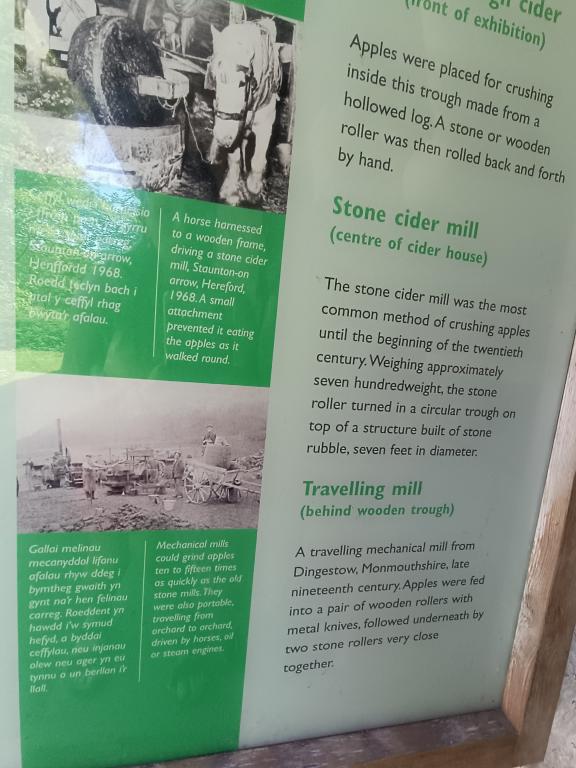 cider
(front of exhibition)
Apples were placed for crushing
inside this trough made from a
hollowed log. A stone or wooden
roller was then rolled back and forth
by hand.
Stone cider mill
(centre of cider house)
The stone cider mill was the most
common method of crushing apples
until the beginning of the twentieth
century. Weighing approximately
seven hundredweight, the stone
roller turned in a circular trough on
top of a structure built of stone
rubble, seven feet in diameter.
Travelling mill
(behind wooden trough)
A travelling mechanical mill from
Dingestow, Monmouthshire, late
nineteenth century. Apples were fed
into a pair of wooden rollers with
metal knives, followed underneath by
two stone rollers very close
together.
Staunton-on-arrow,
Henffordd 1968.
Roedd teclyn bach i
atal y ceffyl rhag
bwyta'r afalau.
A horse harnessed
to a wooden frame,
driving a stone cider
mill, Staunton-on
arrow, Hereford,
1968. A small
attachment
prevented it eating
the apples as it
walked round.
Gallai melinau
mecanyddol lifanu
afalau rhyw ddeg i
bymtheg gwaith yn
gynt na'r hen felinau
carreg. Roeddent yn
hawdd i'w symud
hefyd, a byddai
ceffylau, neu injanau
olew neu ager yn eu
tynnu o un berllan i'r
llall.
Mechanical mills
could grind apples
ten to fifteen times
as quickly as the old
stone mills. They
were also portable,
travelling from
orchard to orchard,
driven by horses, oil
or steam engines.